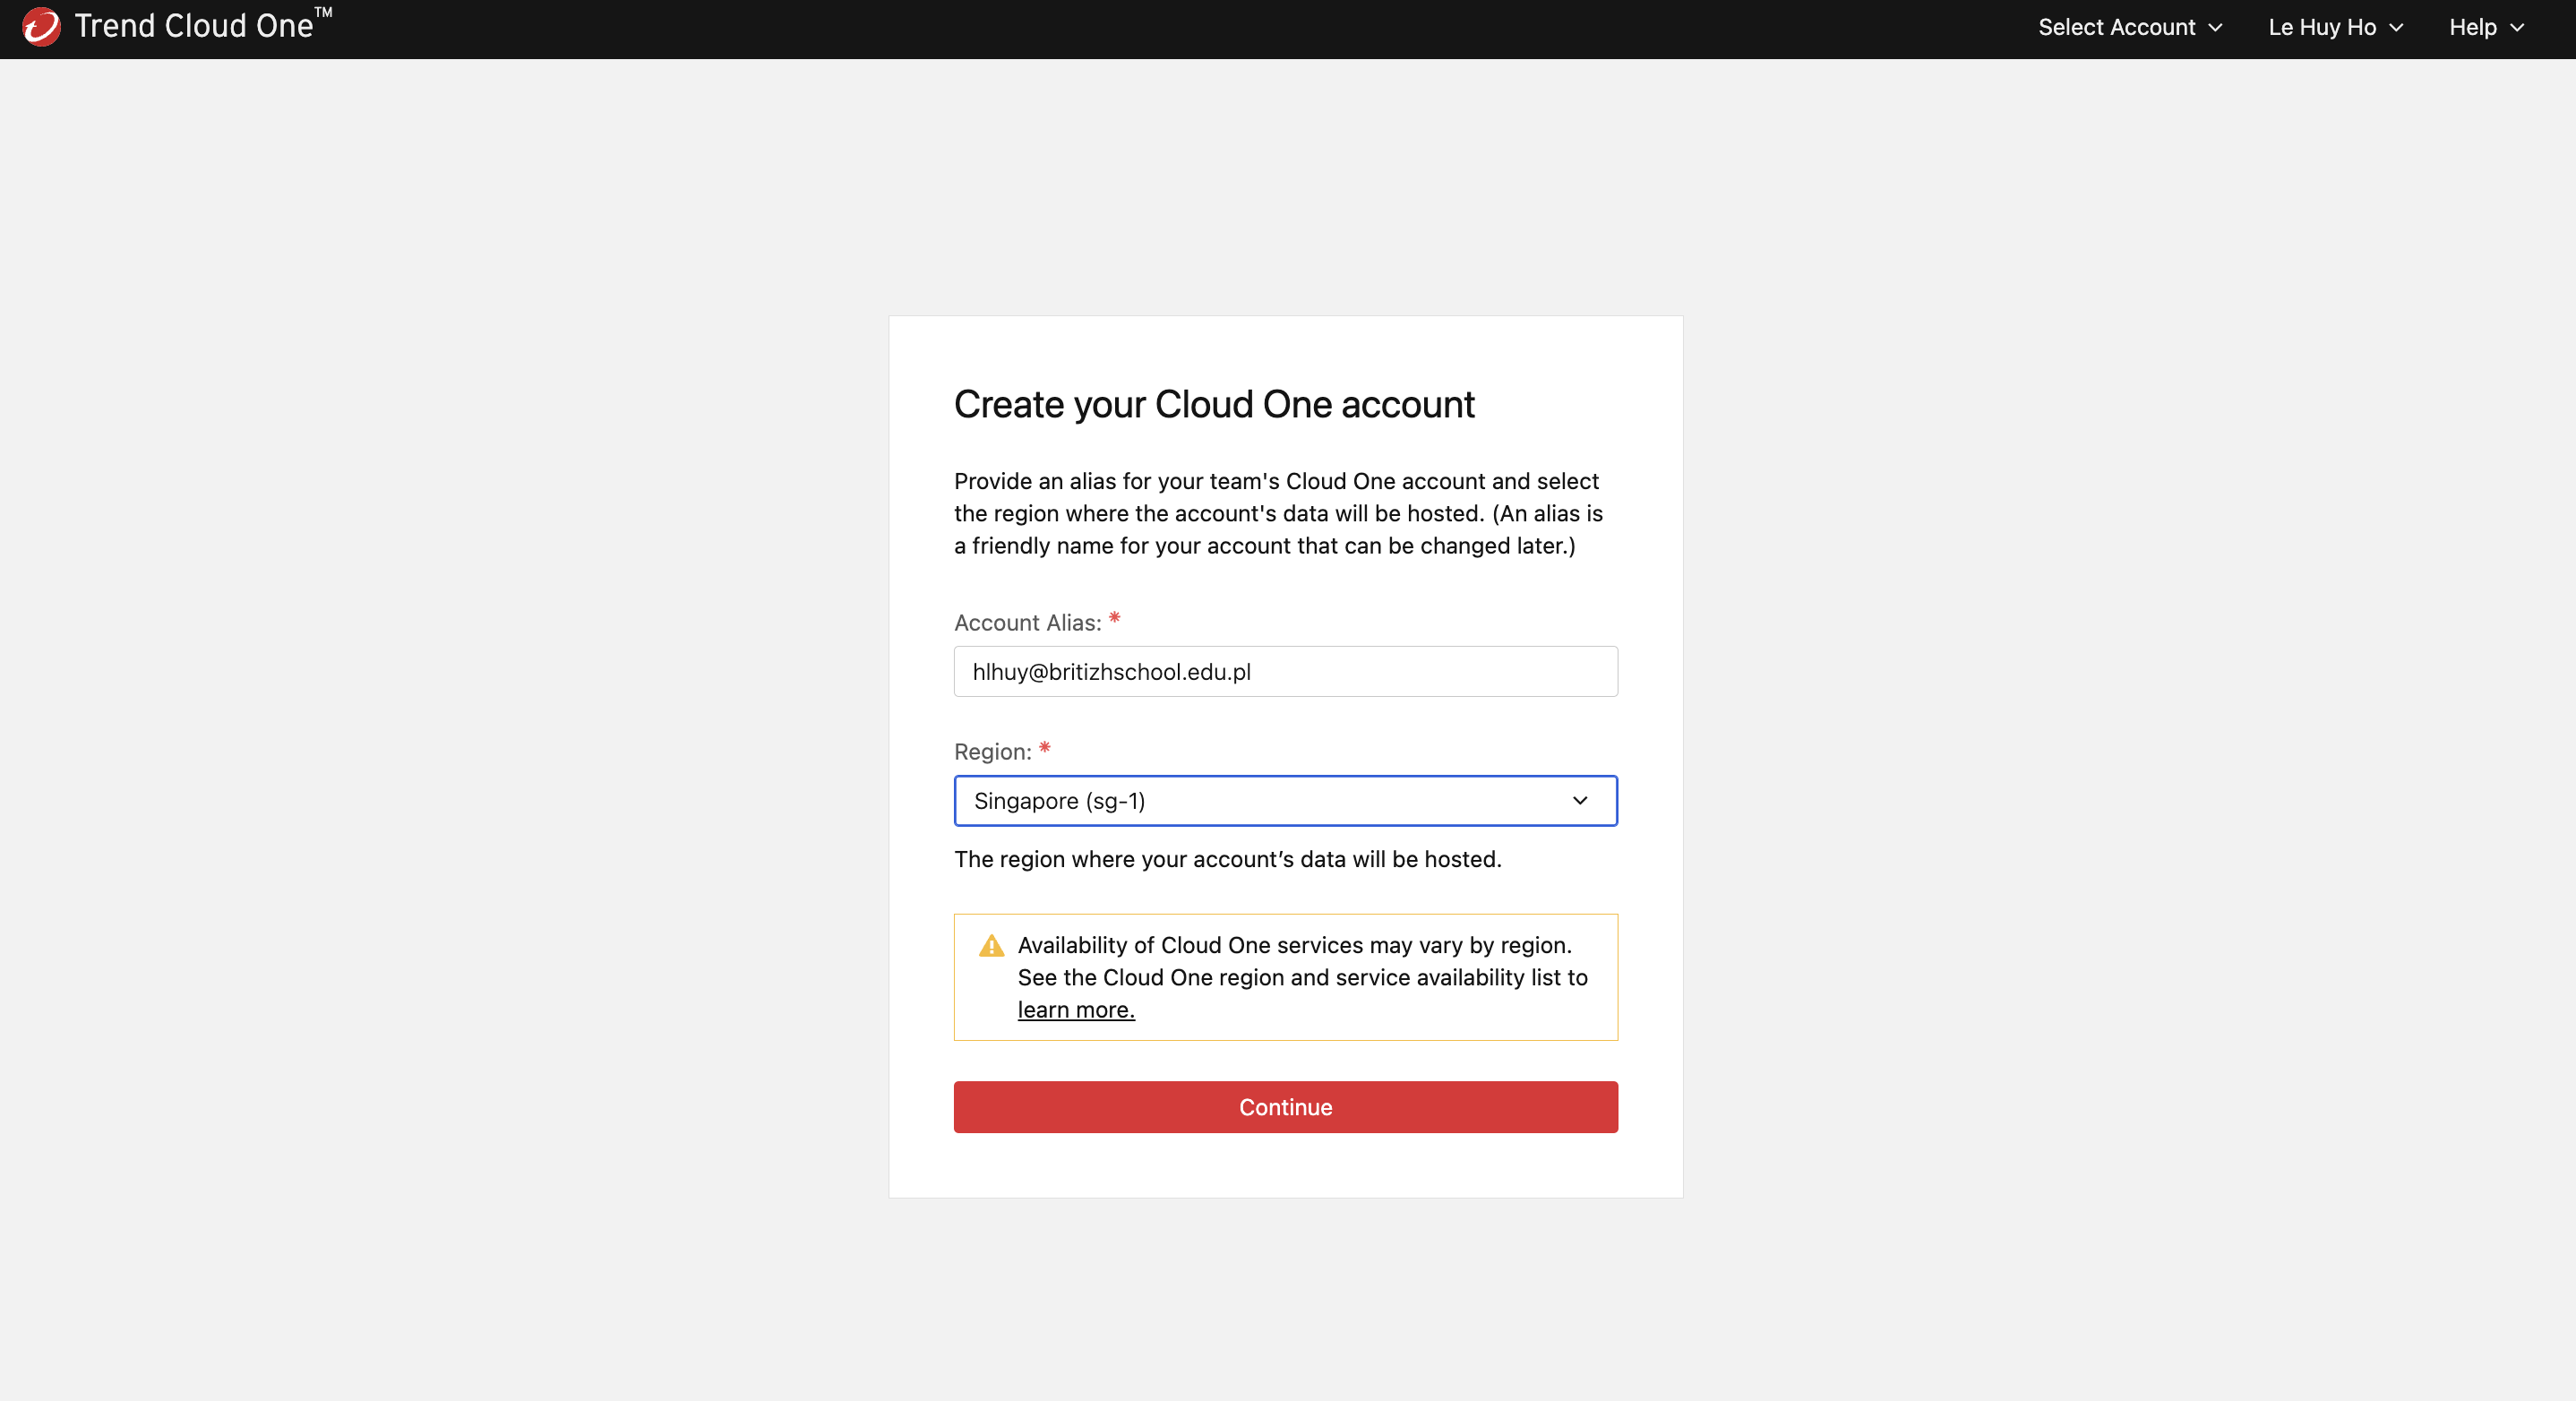 Trend Cloud One™
Select Account
Le Huy Ho
Help
Create your Cloud One account
Provide an alias for your team's Cloud One account and select
the region where the account's data will be hosted. (An alias is
a friendly name for your account that can be changed later.)
Account Alias: *
hlhuy@britizhschool.edu.pl
Region: *
Singapore (sg-1)
The region where your account’s data will be hosted.
Availability of Cloud One services may vary by region.
See the Cloud One region and service availability list to
learn more.
Continue